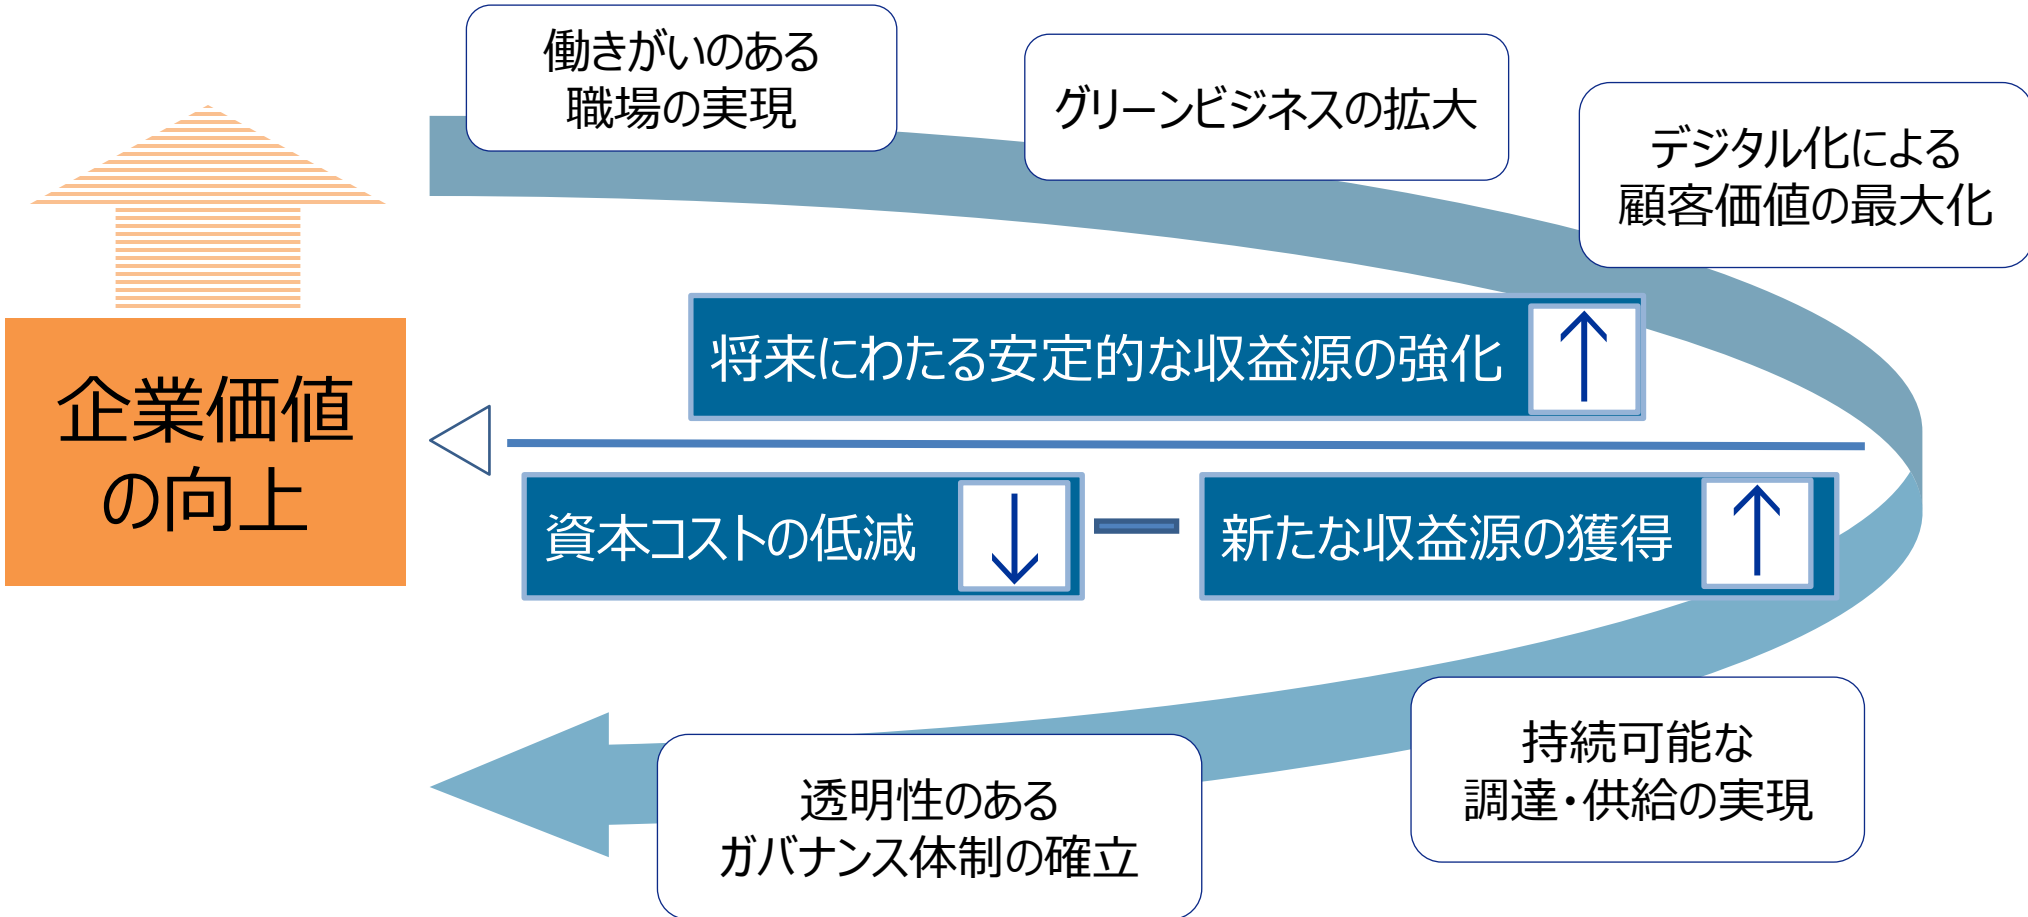 働きがいのある
職場の実現
グリーンビジネスの拡大
デジタル化による
顧客価値の最大化
将来にわたる安定的な収益源の強化 ↑
企業価値
の向上
資本コストの低減 ↓
新たな収益源の獲得 ↑
持続可能な
調達・供給の実現
透明性のある
ガバナンス体制の確立